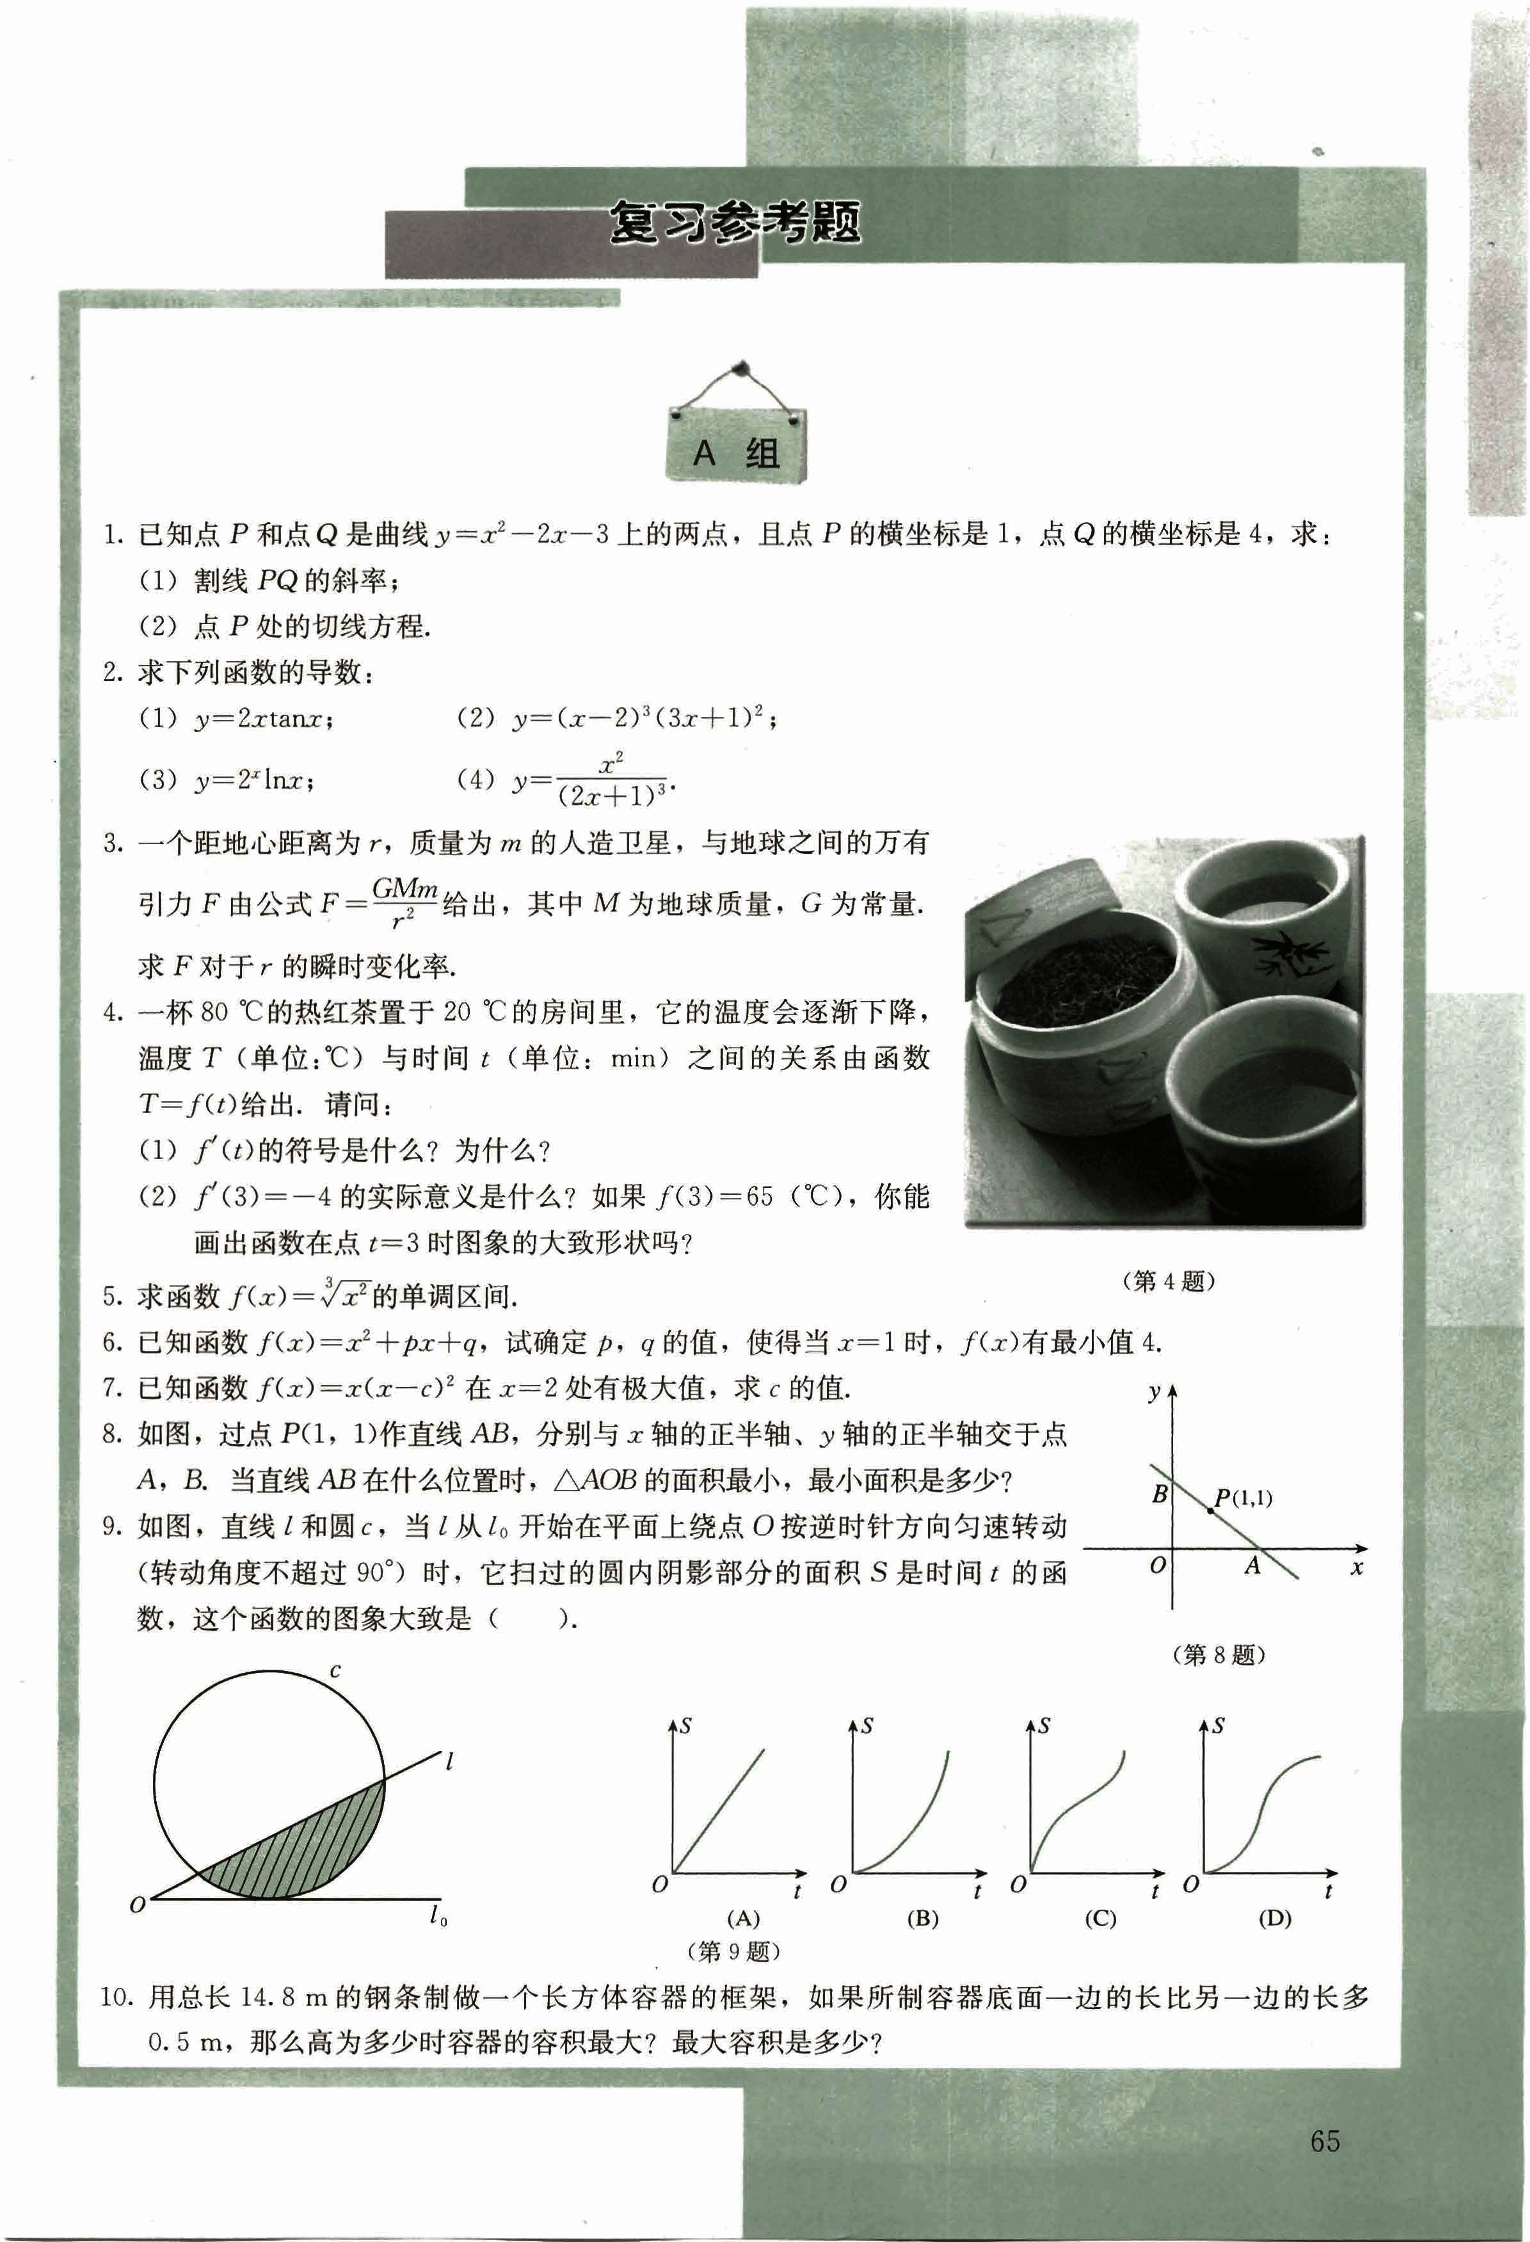 复习参考题
A 组
1. 已知点 P 和点 Q 是曲线 y=x²-2x-3 上的两点，且点 P 的横坐标是 1，点 Q 的横坐标是 4，求：
（1）割线 PQ 的斜率；
（2）点 P 处的切线方程.
2. 求下列函数的导数：
（1）y=2xtanx； （2）y=(x-2)³(3x+1)²；
（3）y=2ˣlnx； （4）y=x²/(2x+1)³.
3. 一个距地心距离为 r，质量为 m 的人造卫星，与地球之间的万有
引力 F 由公式 F=GMm/r² 给出，其中 M 为地球质量，G 为常量.
求 F 对于 r 的瞬时变化率.
4. 一杯 80 ℃的热红茶置于 20 ℃的房间里，它的温度会逐渐下降，
温度 T（单位：℃）与时间 t（单位：min）之间的关系由函数
T=f(t)给出. 请问：
（1）f′(t)的符号是什么？为什么？
（2）f′(3)=-4 的实际意义是什么？如果 f(3)=65（℃），你能
画出函数在点 t=3 时图象的大致形状吗？
（第 4 题）
5. 求函数 f(x)=∛x² 的单调区间.
6. 已知函数 f(x)=x²+px+q，试确定 p，q 的值，使得当 x=1 时，f(x)有最小值 4.
7. 已知函数 f(x)=x(x-c)² 在 x=2 处有极大值，求 c 的值.
8. 如图，过点 P(1，1)作直线 AB，分别与 x 轴的正半轴、y 轴的正半轴交于点
A，B. 当直线 AB 在什么位置时，△AOB 的面积最小，最小面积是多少？
y
B P(1,1)
O A x
（第 8 题）
9. 如图，直线 l 和圆 c，当 l 从 l₀ 开始在平面上绕点 O 按逆时针方向匀速转动
（转动角度不超过 90°）时，它扫过的圆内阴影部分的面积 S 是时间 t 的函
数，这个函数的图象大致是（　　）.
c
l
O
l₀
S S S S
O t O t O t O t
(A) (B) (C) (D)
（第 9 题）
10. 用总长 14.8 m 的钢条制做一个长方体容器的框架，如果所制容器底面一边的长比另一边的长多
0.5 m，那么高为多少时容器的容积最大？最大容积是多少？
65